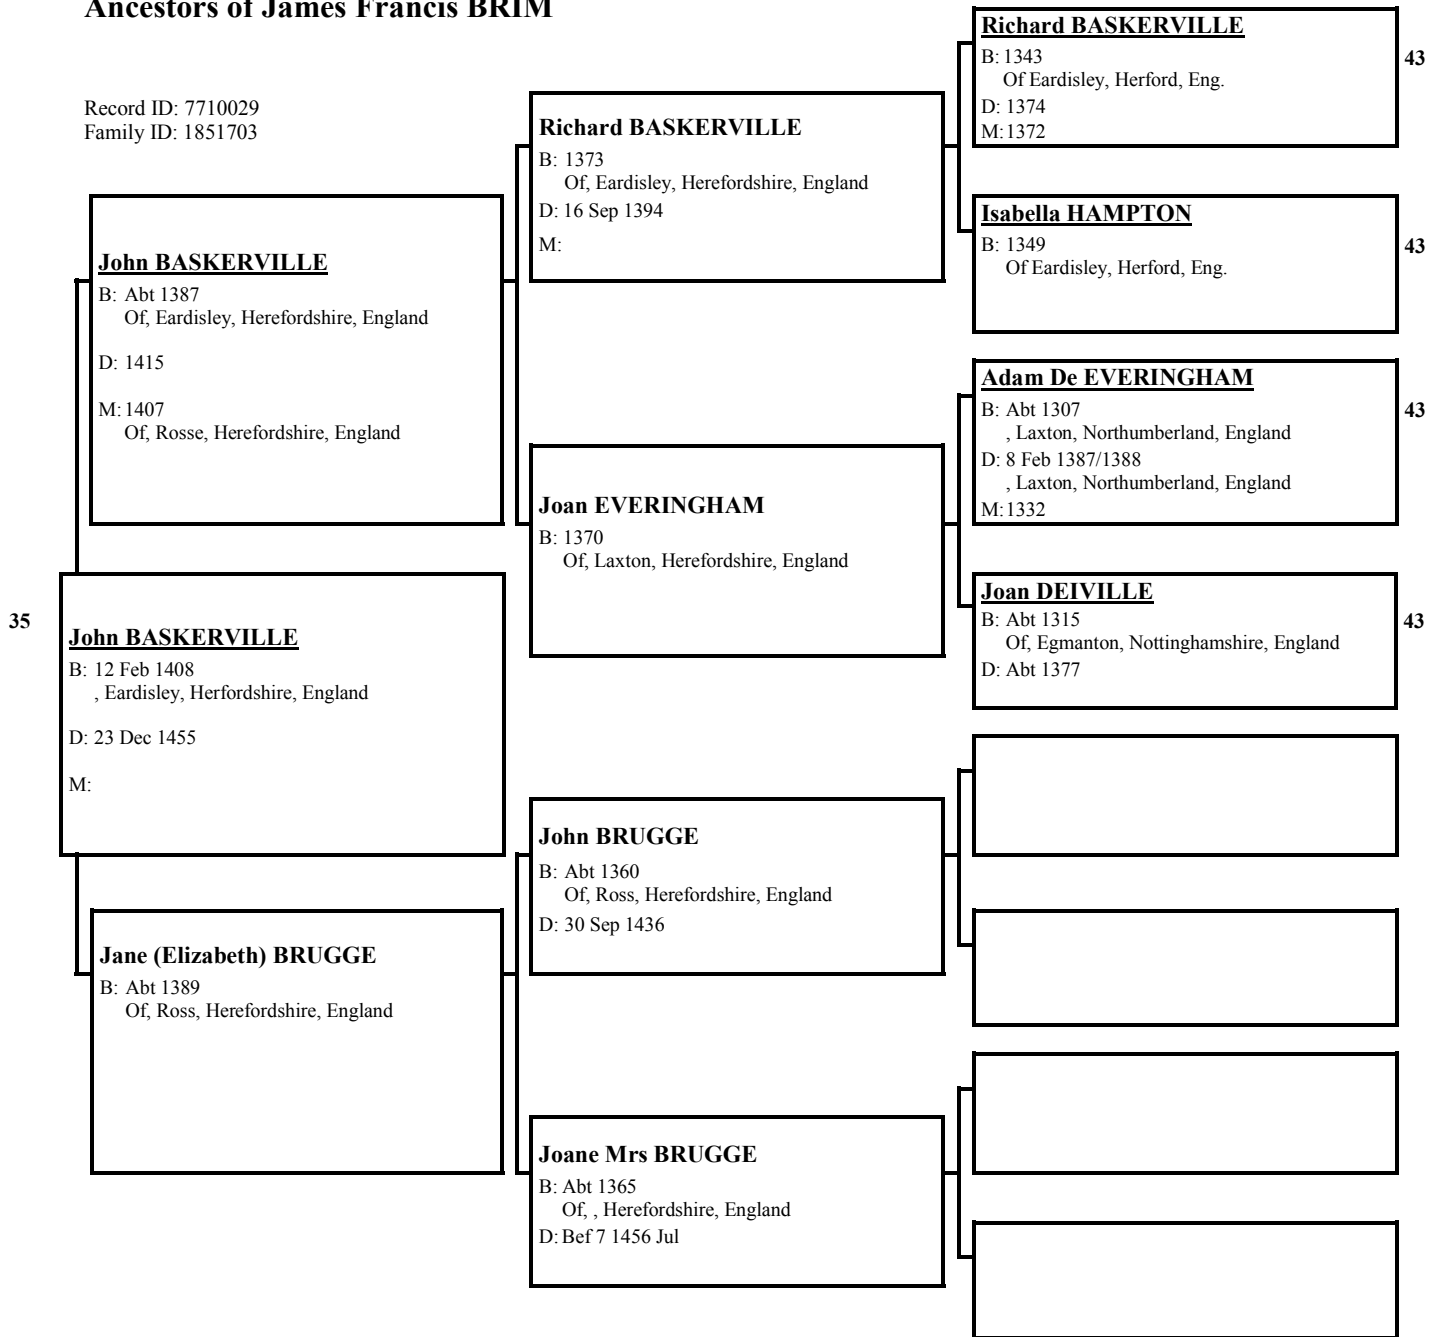 Ancestors of James Francis BRIM
Record ID: 7710029
Family ID: 1851703
35
John BASKERVILLE
B: 12 Feb 1408
, Eardisley, Herfordshire, England
D: 23 Dec 1455
M:
John BASKERVILLE
B: Abt 1387
Of, Eardisley, Herefordshire, England
D: 1415
M: 1407
Of, Rosse, Herefordshire, England
Jane (Elizabeth) BRUGGE
B: Abt 1389
Of, Ross, Herefordshire, England
Richard BASKERVILLE
B: 1373
Of, Eardisley, Herefordshire, England
D: 16 Sep 1394
M:
Joan EVERINGHAM
B: 1370
Of, Laxton, Herefordshire, England
John BRUGGE
B: Abt 1360
Of, Ross, Herefordshire, England
D: 30 Sep 1436
Joane Mrs BRUGGE
B: Abt 1365
Of, , Herefordshire, England
D: Bef 7 1456 Jul
Richard BASKERVILLE
B: 1343
Of Eardisley, Herford, Eng.
D: 1374
M: 1372
43
Isabella HAMPTON
B: 1349
Of Eardisley, Herford, Eng.
43
Adam De EVERINGHAM
B: Abt 1307
, Laxton, Northumberland, England
D: 8 Feb 1387/1388
, Laxton, Northumberland, England
M: 1332
43
Joan DEIVILLE
B: Abt 1315
Of, Egmanton, Nottinghamshire, England
D: Abt 1377
43